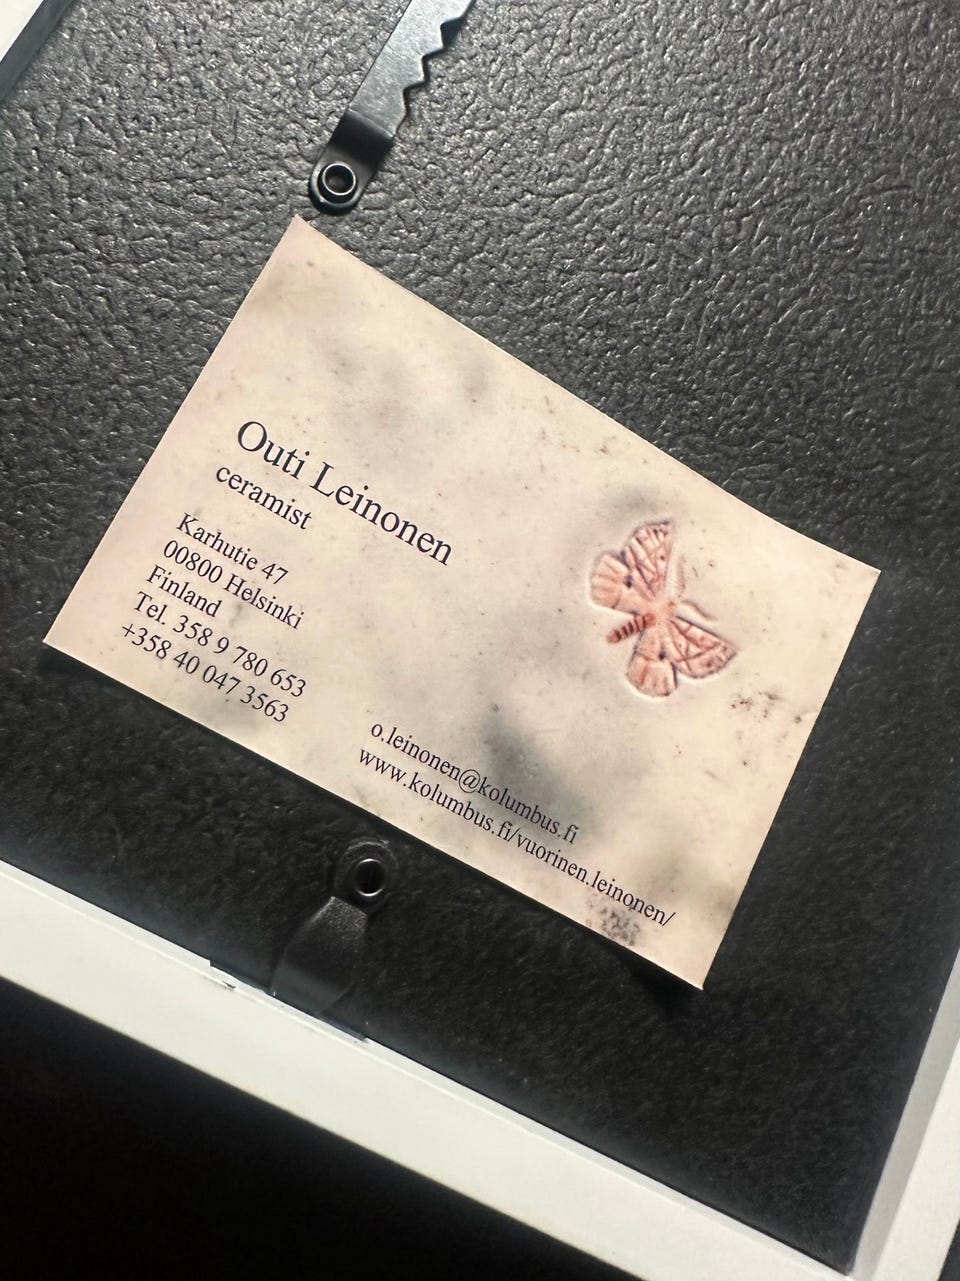 Outi Leinonen
ceramist
Karhutie 47
00800 Helsinki
Finland
Tel. 358 9 780 653
+358 40 047 3563
o.leinonen@kolumbus.fi
www.kolumbus.fi/vuorinen.leinonen/